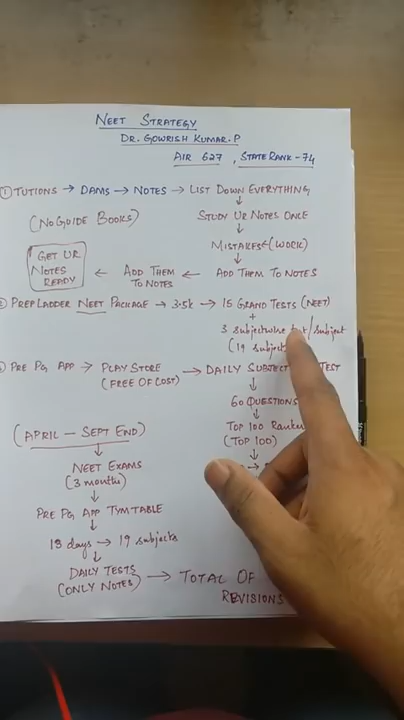 NEET STRATEGY
DR. GOWRISH KUMAR.P
AIR 627, STATE RANK - 74
① TUTIONS → DAMS → NOTES → LIST DOWN EVERYTHING
↓
(NO GUIDE BOOKS)
STUDY UR NOTES ONCE
↓
MISTAKES ← (WORK)
↓
GET UR NOTES READY ← ADD THEM TO NOTES ← ADD THEM TO NOTES
② PREPLADDER NEET PACKAGE → 3.5k → 15 GRAND TESTS (NEET)
+
3 subjectwise /subject
(19
PRE PG APP → PLAY STORE → DAILY TEST
(FREE OF COST)
↓
60 QUESTIONS
↓
TOP 100 Rankers
(TOP 100)
↓
(APRIL - SEPT END)
↓
NEET EXAMS
(3 months)
↓
PRE PG APP TYMTABLE
↓
18 days → 19 subjects
↓
DAILY TESTS → TOTAL OF
(ONLY NOTES)
REVISIONS